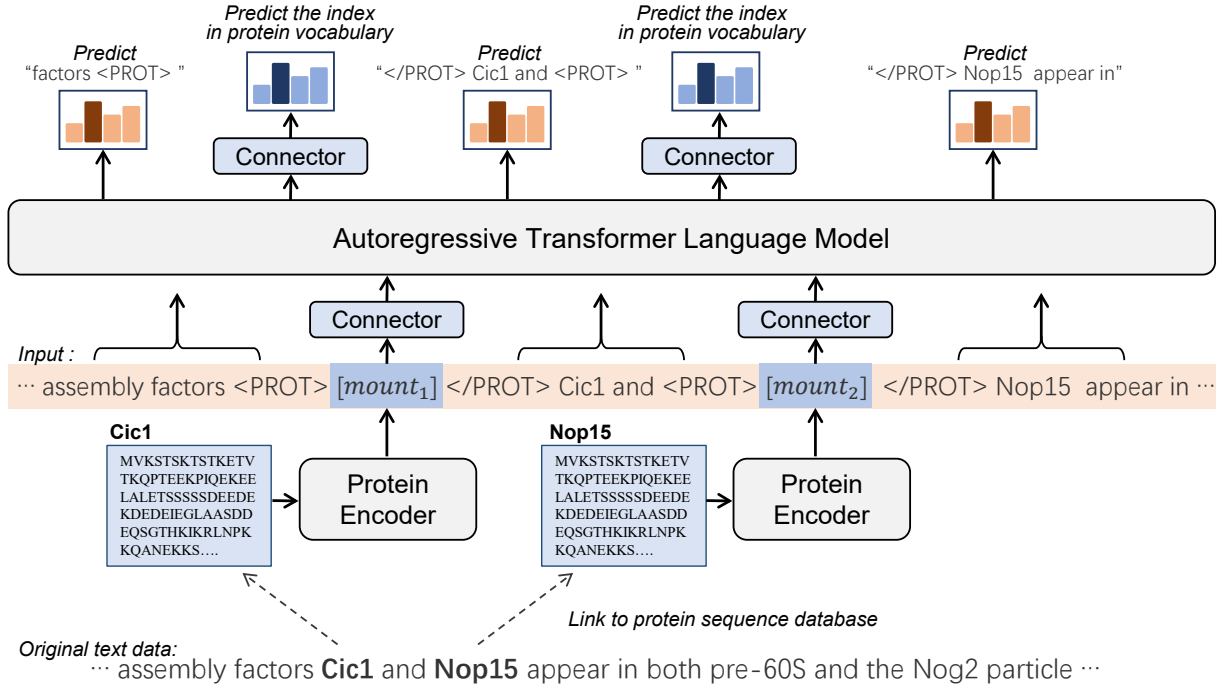 Predict the index
in protein vocabulary
Predict the index
in protein vocabulary
Predict
"factors <PROT> "
Predict
"</PROT> Cic1 and <PROT> "
Predict
"</PROT> Nop15 appear in"
Connector
Connector
Autoregressive Transformer Language Model
Connector
Connector
Input :
··· assembly factors <PROT> [mount₁] </PROT> Cic1 and <PROT> [mount₂] </PROT> Nop15 appear in ···
Cic1
MVKSTSKTSTKETV
TKQPTEEKPIQEKEE
LALETSSSSSDEEDE
KDEDEIEGLAASDD
EQSGTHKIKRLNPK
KQANEKKS….
Protein
Encoder
Nop15
MVKSTSKTSTKETV
TKQPTEEKPIQEKEE
LALETSSSSSDEEDE
KDEDEIEGLAASDD
EQSGTHKIKRLNPK
KQANEKKS….
Protein
Encoder
Link to protein sequence database
Original text data:
··· assembly factors Cic1 and Nop15 appear in both pre-60S and the Nog2 particle ···